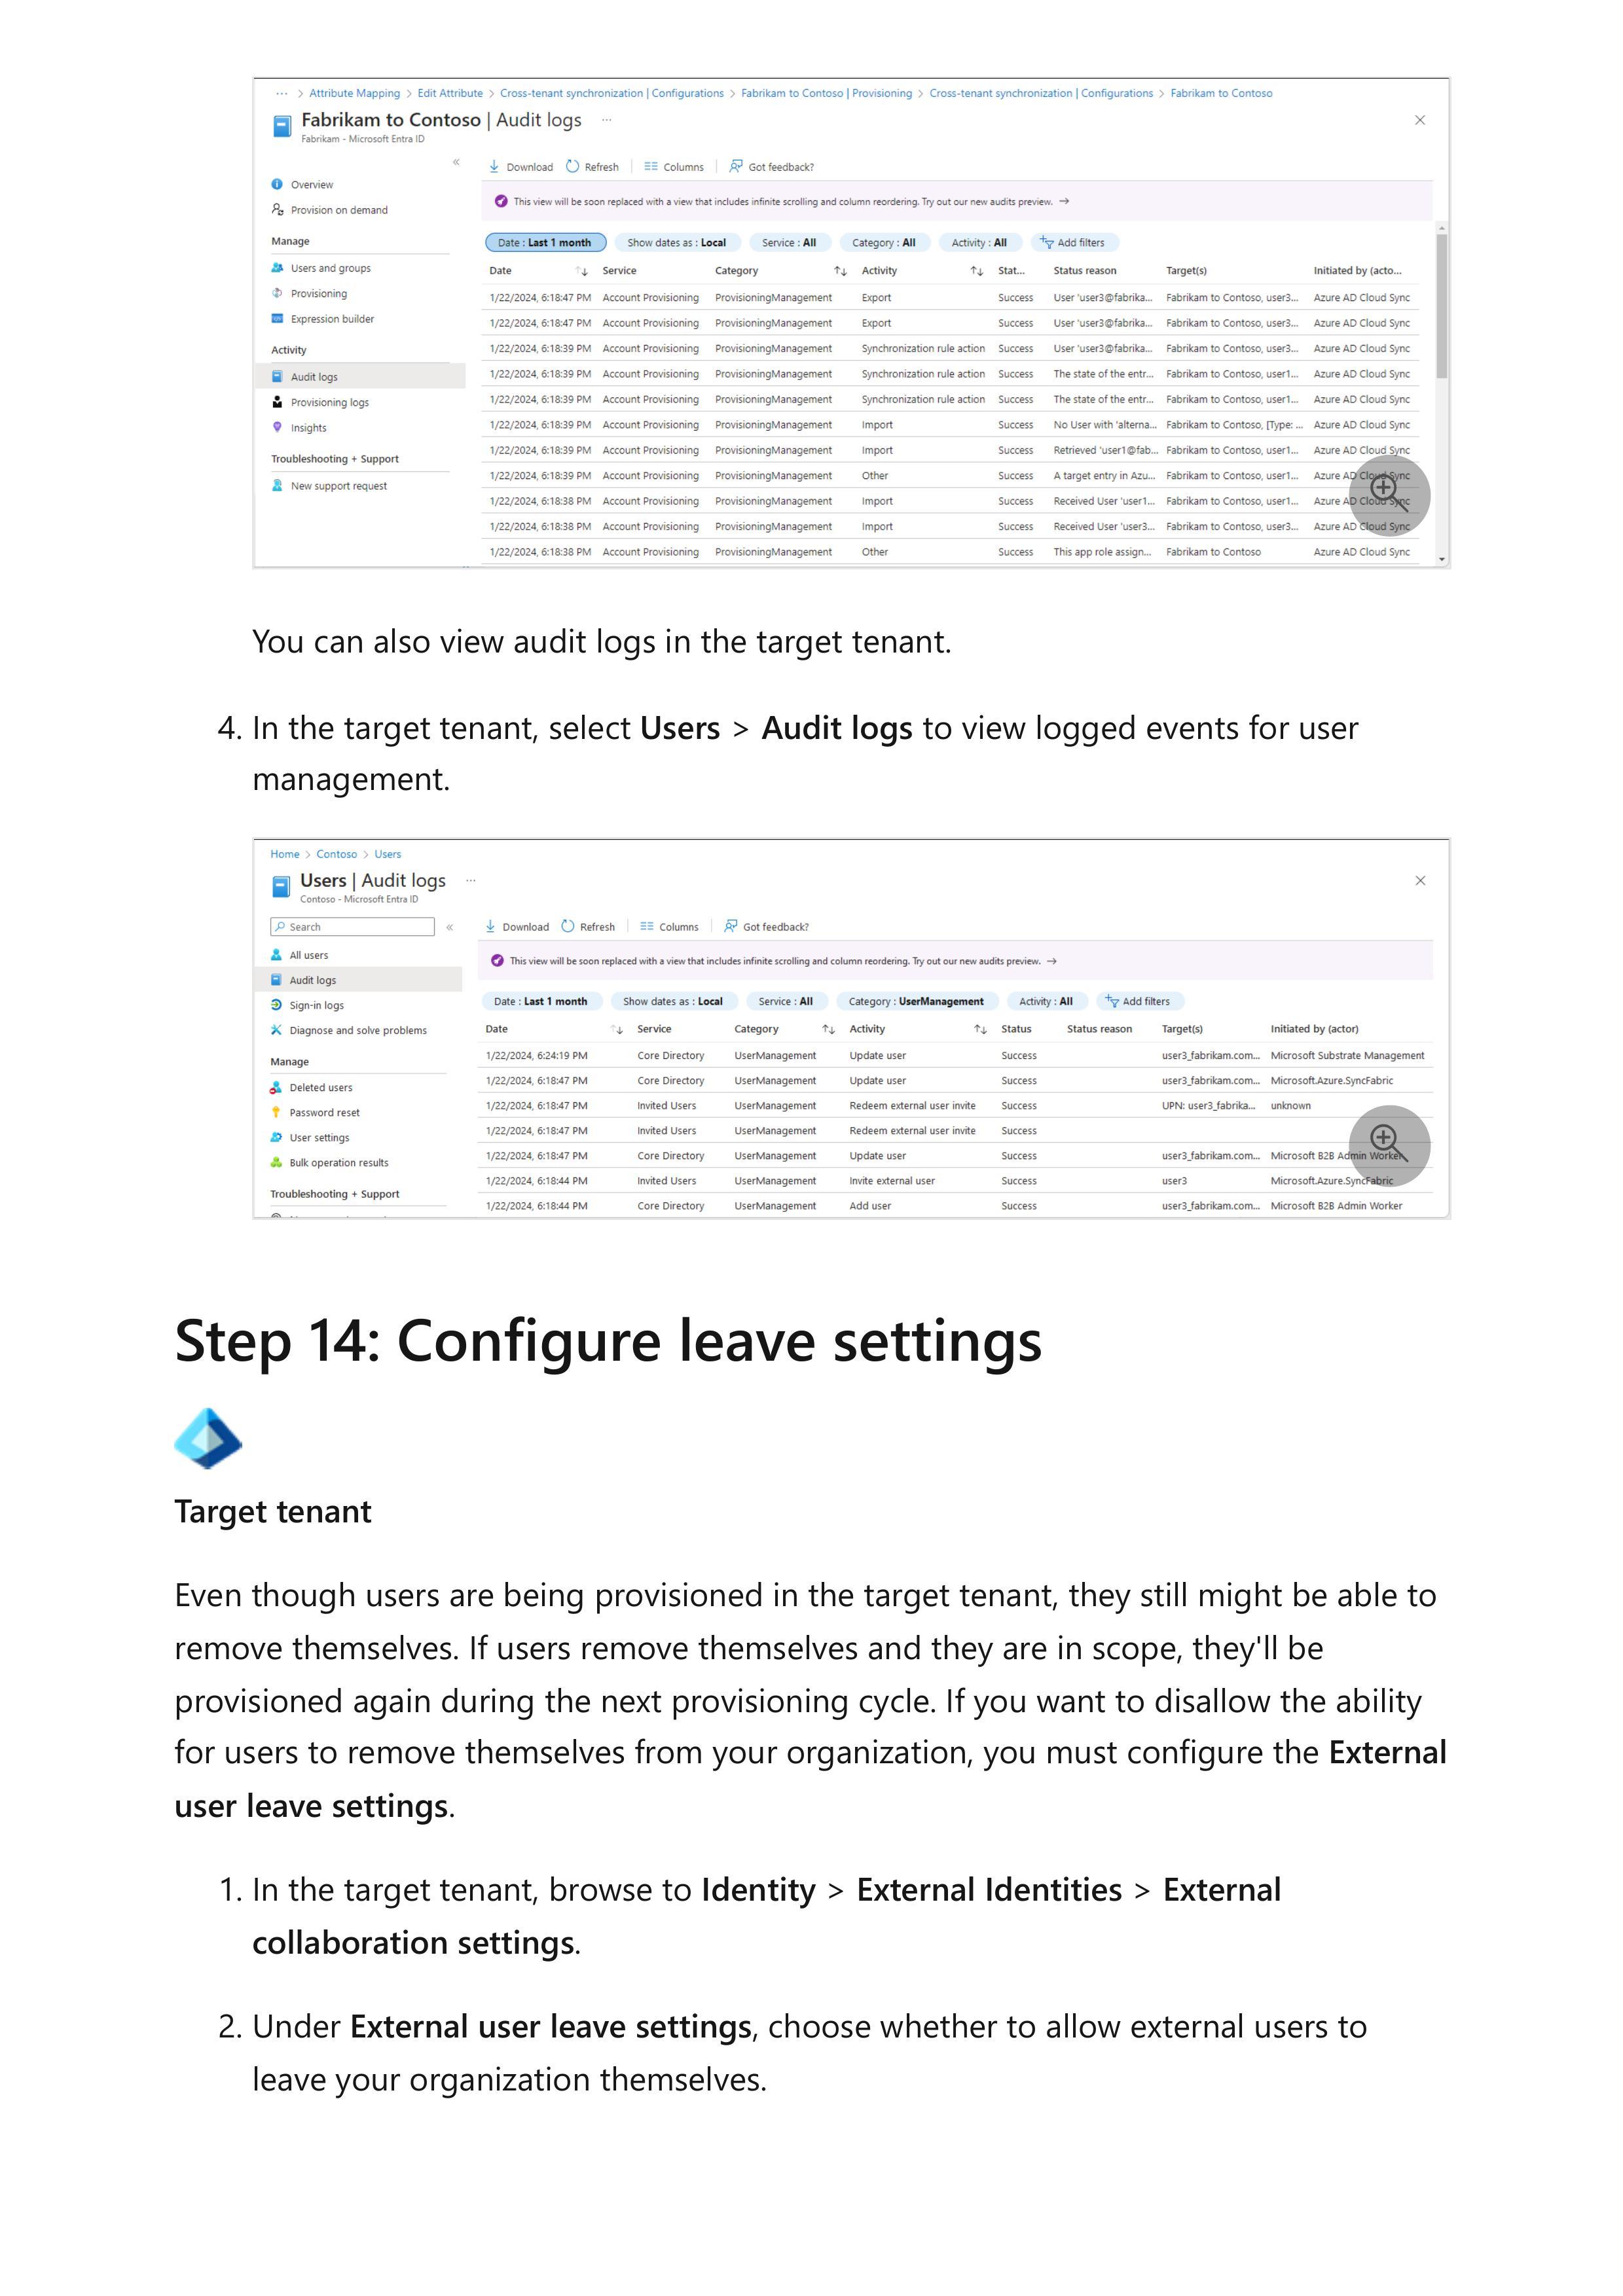 ··· > Attribute Mapping > Edit Attribute > Cross-tenant synchronization | Configurations > Fabrikam to Contoso | Provisioning > Cross-tenant synchronization | Configurations > Fabrikam to Contoso
Fabrikam to Contoso | Audit logs ···
Fabrikam - Microsoft Entra ID
Overview
Provision on demand
Manage
Users and groups
Provisioning
Expression builder
Activity
Audit logs
Provisioning logs
Insights
Troubleshooting + Support
New support request
Download Refresh Columns Got feedback?
This view will be soon replaced with a view that includes infinite scrolling and column reordering. Try out our new audits preview. →
Date : Last 1 month Show dates as : Local Service : All Category : All Activity : All Add filters
Date Service Category Activity Stat... Status reason Target(s) Initiated by (acto...
1/22/2024, 6:18:47 PM Account Provisioning ProvisioningManagement Export Success User 'user3@fabrika... Fabrikam to Contoso, user3... Azure AD Cloud Sync
1/22/2024, 6:18:47 PM Account Provisioning ProvisioningManagement Export Success User 'user3@fabrika... Fabrikam to Contoso, user3... Azure AD Cloud Sync
1/22/2024, 6:18:39 PM Account Provisioning ProvisioningManagement Synchronization rule action Success User 'user3@fabrika... Fabrikam to Contoso, user3... Azure AD Cloud Sync
1/22/2024, 6:18:39 PM Account Provisioning ProvisioningManagement Synchronization rule action Success The state of the entr... Fabrikam to Contoso, user1... Azure AD Cloud Sync
1/22/2024, 6:18:39 PM Account Provisioning ProvisioningManagement Synchronization rule action Success The state of the entr... Fabrikam to Contoso, user1... Azure AD Cloud Sync
1/22/2024, 6:18:39 PM Account Provisioning ProvisioningManagement Import Success No User with 'alterna... Fabrikam to Contoso, [Type: ... Azure AD Cloud Sync
1/22/2024, 6:18:39 PM Account Provisioning ProvisioningManagement Import Success Retrieved 'user1@fab... Fabrikam to Contoso, user1... Azure AD Cloud Sync
1/22/2024, 6:18:39 PM Account Provisioning ProvisioningManagement Other Success A target entry in Azu... Fabrikam to Contoso, user1... Azure AD Cloud Sync
1/22/2024, 6:18:38 PM Account Provisioning ProvisioningManagement Import Success Received User 'user1... Fabrikam to Contoso, user1... Azure AD Cloud Sync
1/22/2024, 6:18:38 PM Account Provisioning ProvisioningManagement Import Success Received User 'user3... Fabrikam to Contoso, user3... Azure AD Cloud Sync
1/22/2024, 6:18:38 PM Account Provisioning ProvisioningManagement Other Success This app role assign... Fabrikam to Contoso Azure AD Cloud Sync
You can also view audit logs in the target tenant.
4. In the target tenant, select Users > Audit logs to view logged events for user
management.
Home > Contoso > Users
Users | Audit logs ···
Contoso - Microsoft Entra ID
Search
All users
Audit logs
Sign-in logs
Diagnose and solve problems
Manage
Deleted users
Password reset
User settings
Bulk operation results
Troubleshooting + Support
Download Refresh Columns Got feedback?
This view will be soon replaced with a view that includes infinite scrolling and column reordering. Try out our new audits preview. →
Date : Last 1 month Show dates as : Local Service : All Category : UserManagement Activity : All Add filters
Date Service Category Activity Status Status reason Target(s) Initiated by (actor)
1/22/2024, 6:24:19 PM Core Directory UserManagement Update user Success user3_fabrikam.com... Microsoft Substrate Management
1/22/2024, 6:18:47 PM Core Directory UserManagement Update user Success user3_fabrikam.com... Microsoft.Azure.SyncFabric
1/22/2024, 6:18:47 PM Invited Users UserManagement Redeem external user invite Success UPN: user3_fabrika... unknown
1/22/2024, 6:18:47 PM Invited Users UserManagement Redeem external user invite Success
1/22/2024, 6:18:47 PM Core Directory UserManagement Update user Success user3_fabrikam.com... Microsoft B2B Admin Worker
1/22/2024, 6:18:44 PM Invited Users UserManagement Invite external user Success user3 Microsoft.Azure.SyncFabric
1/22/2024, 6:18:44 PM Core Directory UserManagement Add user Success user3_fabrikam.com... Microsoft B2B Admin Worker
Step 14: Configure leave settings
Target tenant
Even though users are being provisioned in the target tenant, they still might be able to
remove themselves. If users remove themselves and they are in scope, they'll be
provisioned again during the next provisioning cycle. If you want to disallow the ability
for users to remove themselves from your organization, you must configure the External
user leave settings.
1. In the target tenant, browse to Identity > External Identities > External
collaboration settings.
2. Under External user leave settings, choose whether to allow external users to
leave your organization themselves.